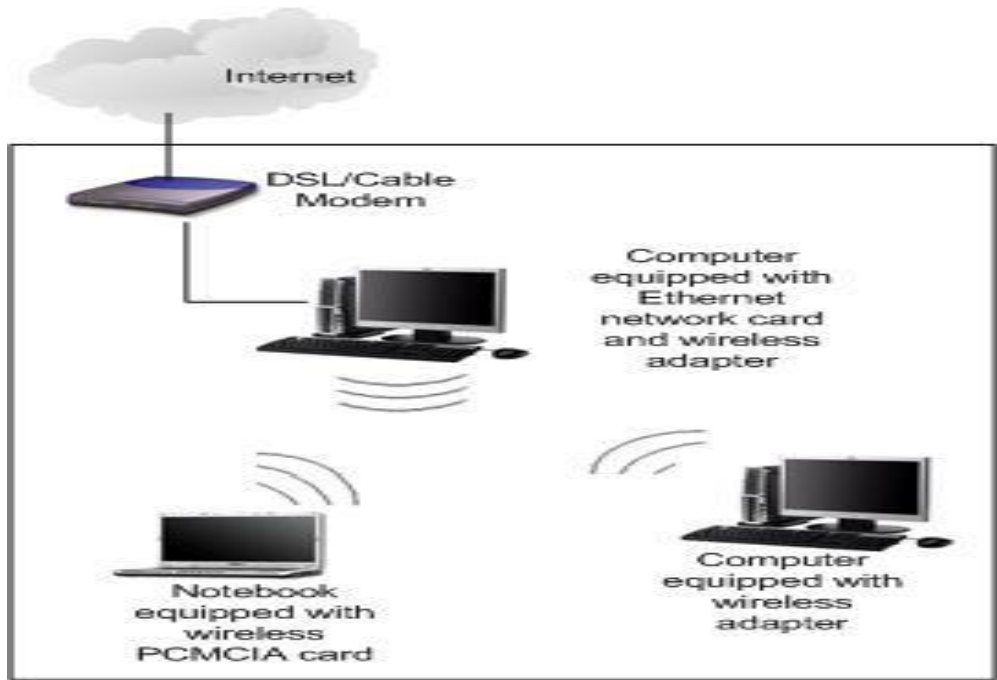 Internet
DSL/Cable
Modem
Computer
equipped with
Ethernet
network card
and wireless
adapter
Notebook
equipped with
wireless
PCMCIA card
Computer
equipped with
wireless
adapter